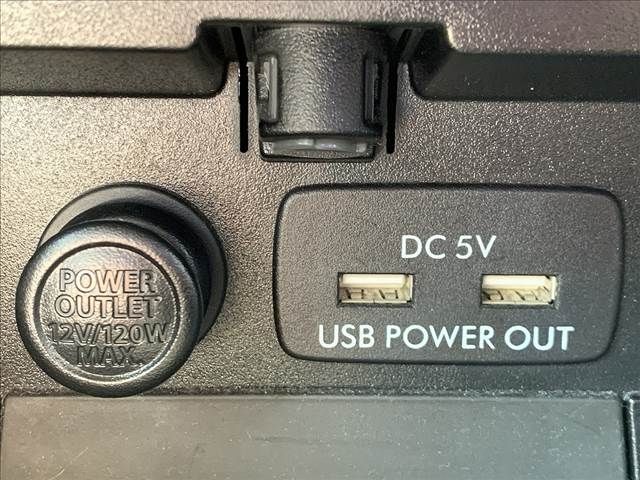 POWER
OUTLET
12V/120W
MAX.
DC 5V
USB POWER OUT